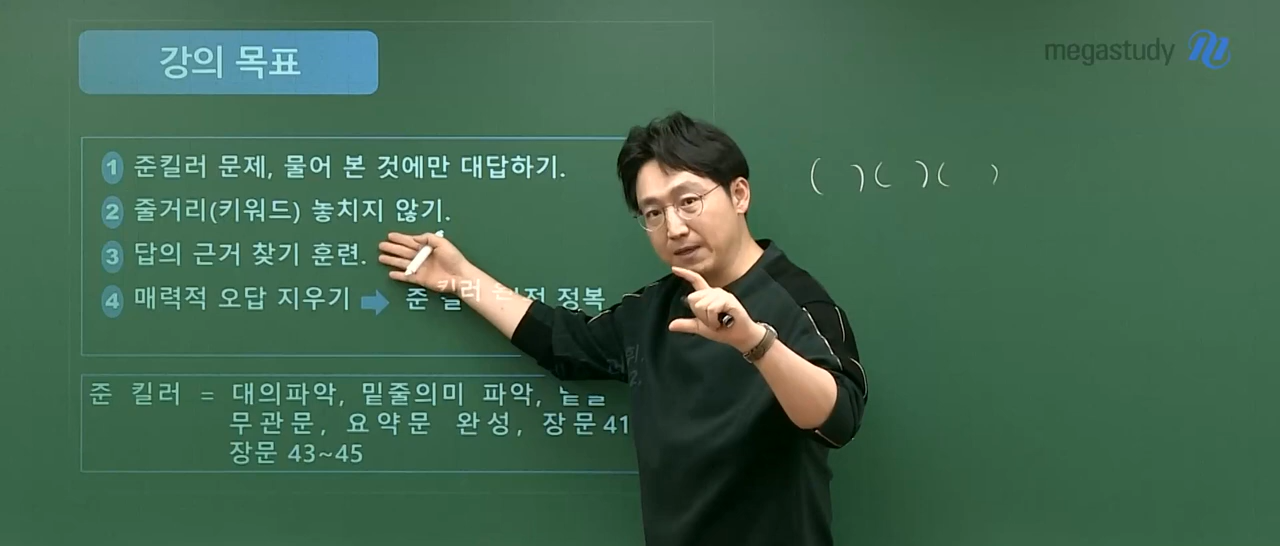 강의 목표
megastudy
1 준킬러 문제, 물어 본 것에만 대답하기.
2 줄거리(키워드) 놓치지 않기.
3 답의 근거 찾기 훈련.
4 매력적 오답 지우기 준 킬러 정복
( )( )( )
준 킬러 = 대의파악, 밑줄의미 파악,
무관문, 요약문 완성, 장문41
장문 43~45